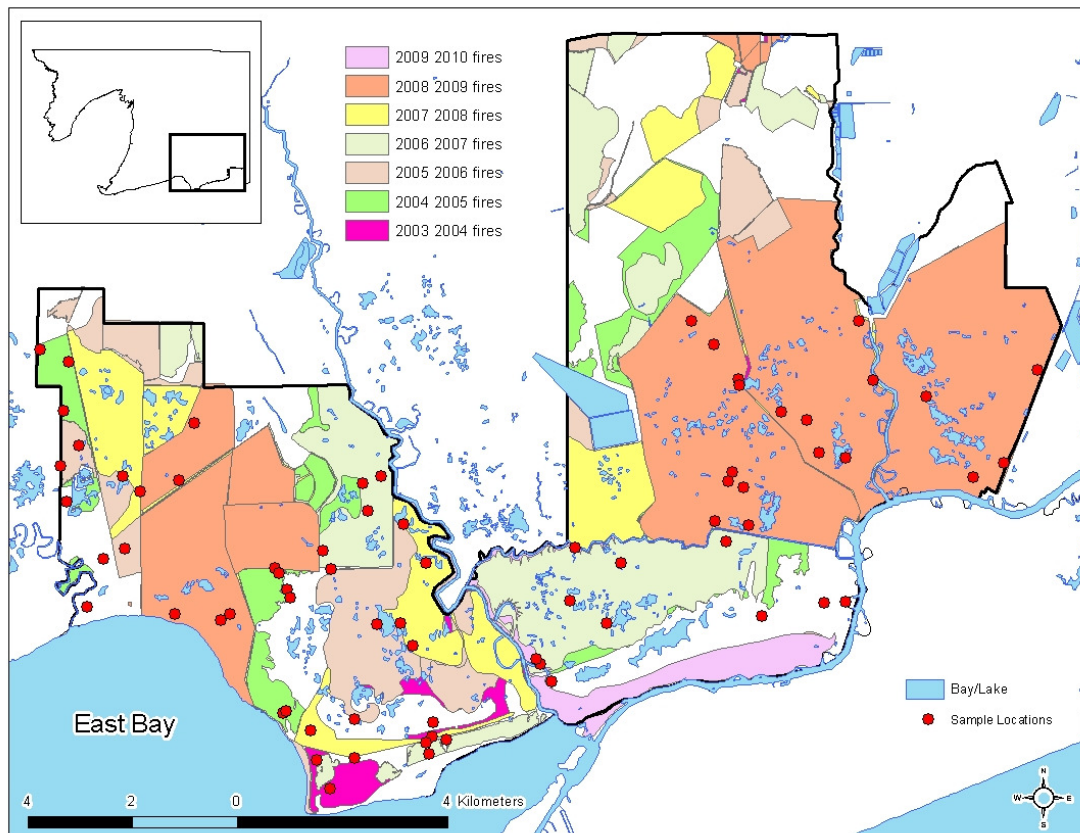 2009 2010 fires
2008 2009 fires
2007 2008 fires
2006 2007 fires
2005 2006 fires
2004 2005 fires
2003 2004 fires
East Bay
Bay/Lake
Sample Locations
4 2 0 4 Kilometers
N
W E
S